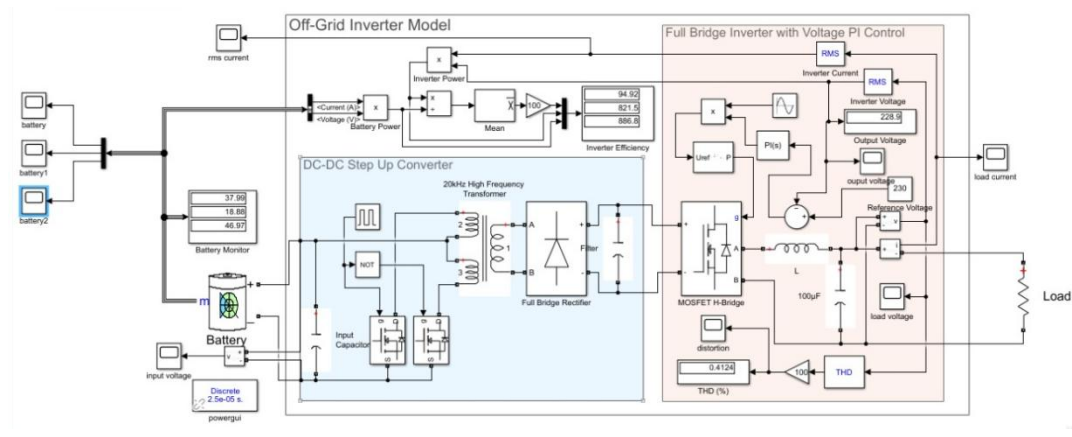 Off-Grid Inverter Model
Full Bridge Inverter with Voltage PI Control
rms current
RMS
Inverter Current
x
Inverter Power
RMS
Inverter Voltage
battery
<Current (A)>
<Voltage (V)>
x
Battery Power
x
÷
Mean
100
94.92
821.5
886.8
Inverter Efficiency
x
228.9
Output Voltage
PI(s)
battery1
Uref
P
ouput voltage
load current
DC-DC Step Up Converter
230
Reference Voltage
battery2
20kHz High Frequency
Transformer
37.99
18.88
46.97
Battery Monitor
2
1
3
A
B
+
-
Full Bridge Rectifier
Filter
+
-
g
A
B
MOSFET H-Bridge
L
+
v
-
+
i
-
NOT
m
+
−
Battery
100µF
load voltage
Load
Input
Capacitor
g
D
S
g
D
S
distortion
v
+
-
input voltage
0.4124
THD (%)
100
THD
Discrete
2.5e-05 s.
powergui